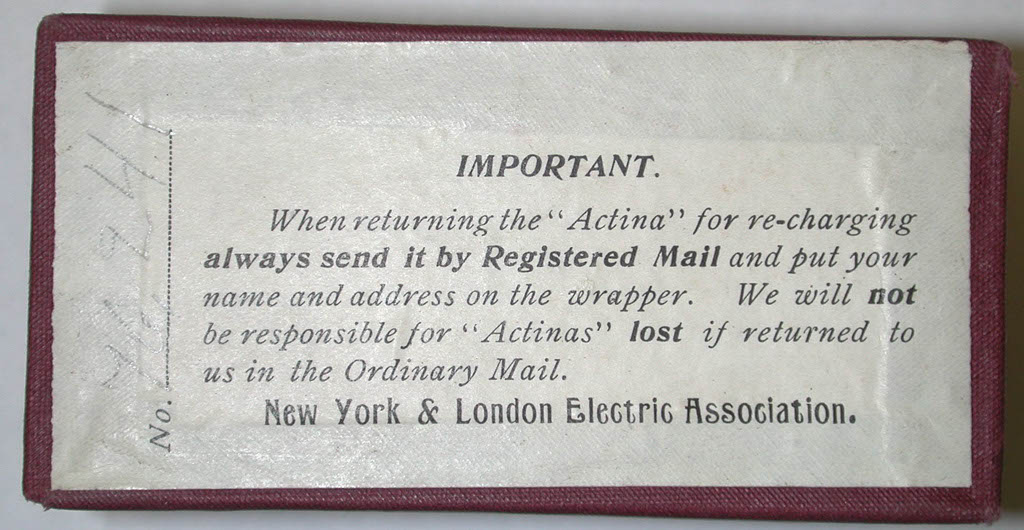 IMPORTANT.
When returning the "Actina" for re-charging
always send it by Registered Mail and put your
name and address on the wrapper. We will not
be responsible for "Actinas" lost if returned to
us in the Ordinary Mail.
New York & London Electric Association.
No.